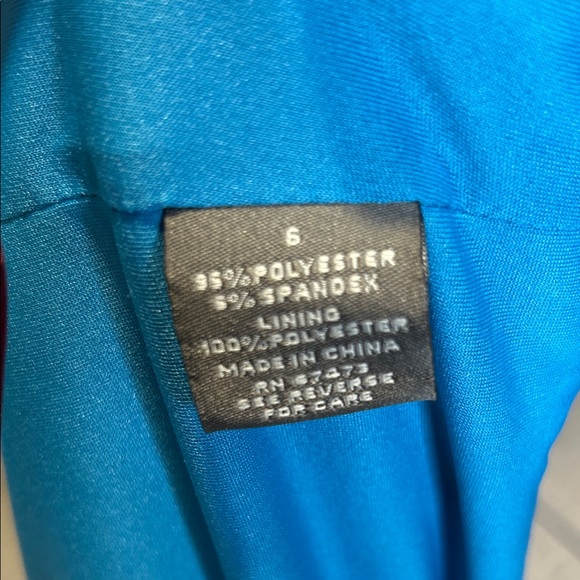 6
95% POLYESTER
5% SPANDEX
LINING
100% POLYESTER
MADE IN CHINA
RN 67473
SEE REVERSE
FOR CARE